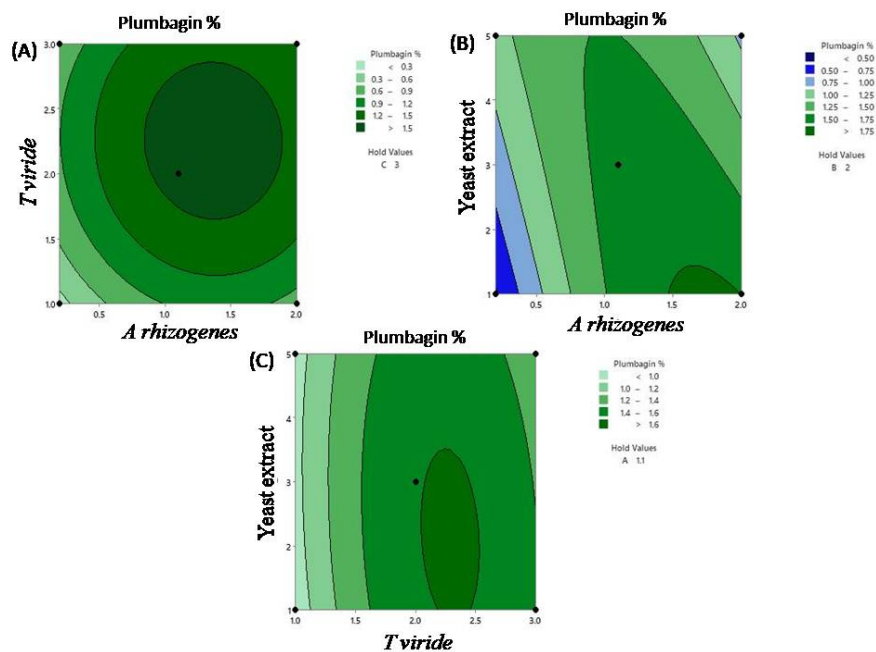 Plumbagin %
(A)
T viride
3.0
2.5
2.0
1.5
1.0
0.5
1.0
1.5
2.0
A rhizogenes
Plumbagin %
< 0.3
0.3 – 0.6
0.6 – 0.9
0.9 – 1.2
1.2 – 1.5
> 1.5
Hold Values
C 3
Plumbagin %
(B)
Yeast extract
5
4
3
2
1
0.5
1.0
1.5
2.0
A rhizogenes
Plumbagin %
< 0.50
0.50 – 0.75
0.75 – 1.00
1.00 – 1.25
1.25 – 1.50
1.50 – 1.75
> 1.75
Hold Values
B 2
Plumbagin %
(C)
Yeast extract
5
4
3
2
1
1.0
1.5
2.0
2.5
3.0
T viride
Plumbagin %
< 1.0
1.0 – 1.2
1.2 – 1.4
1.4 – 1.6
> 1.6
Hold Values
A 1.1